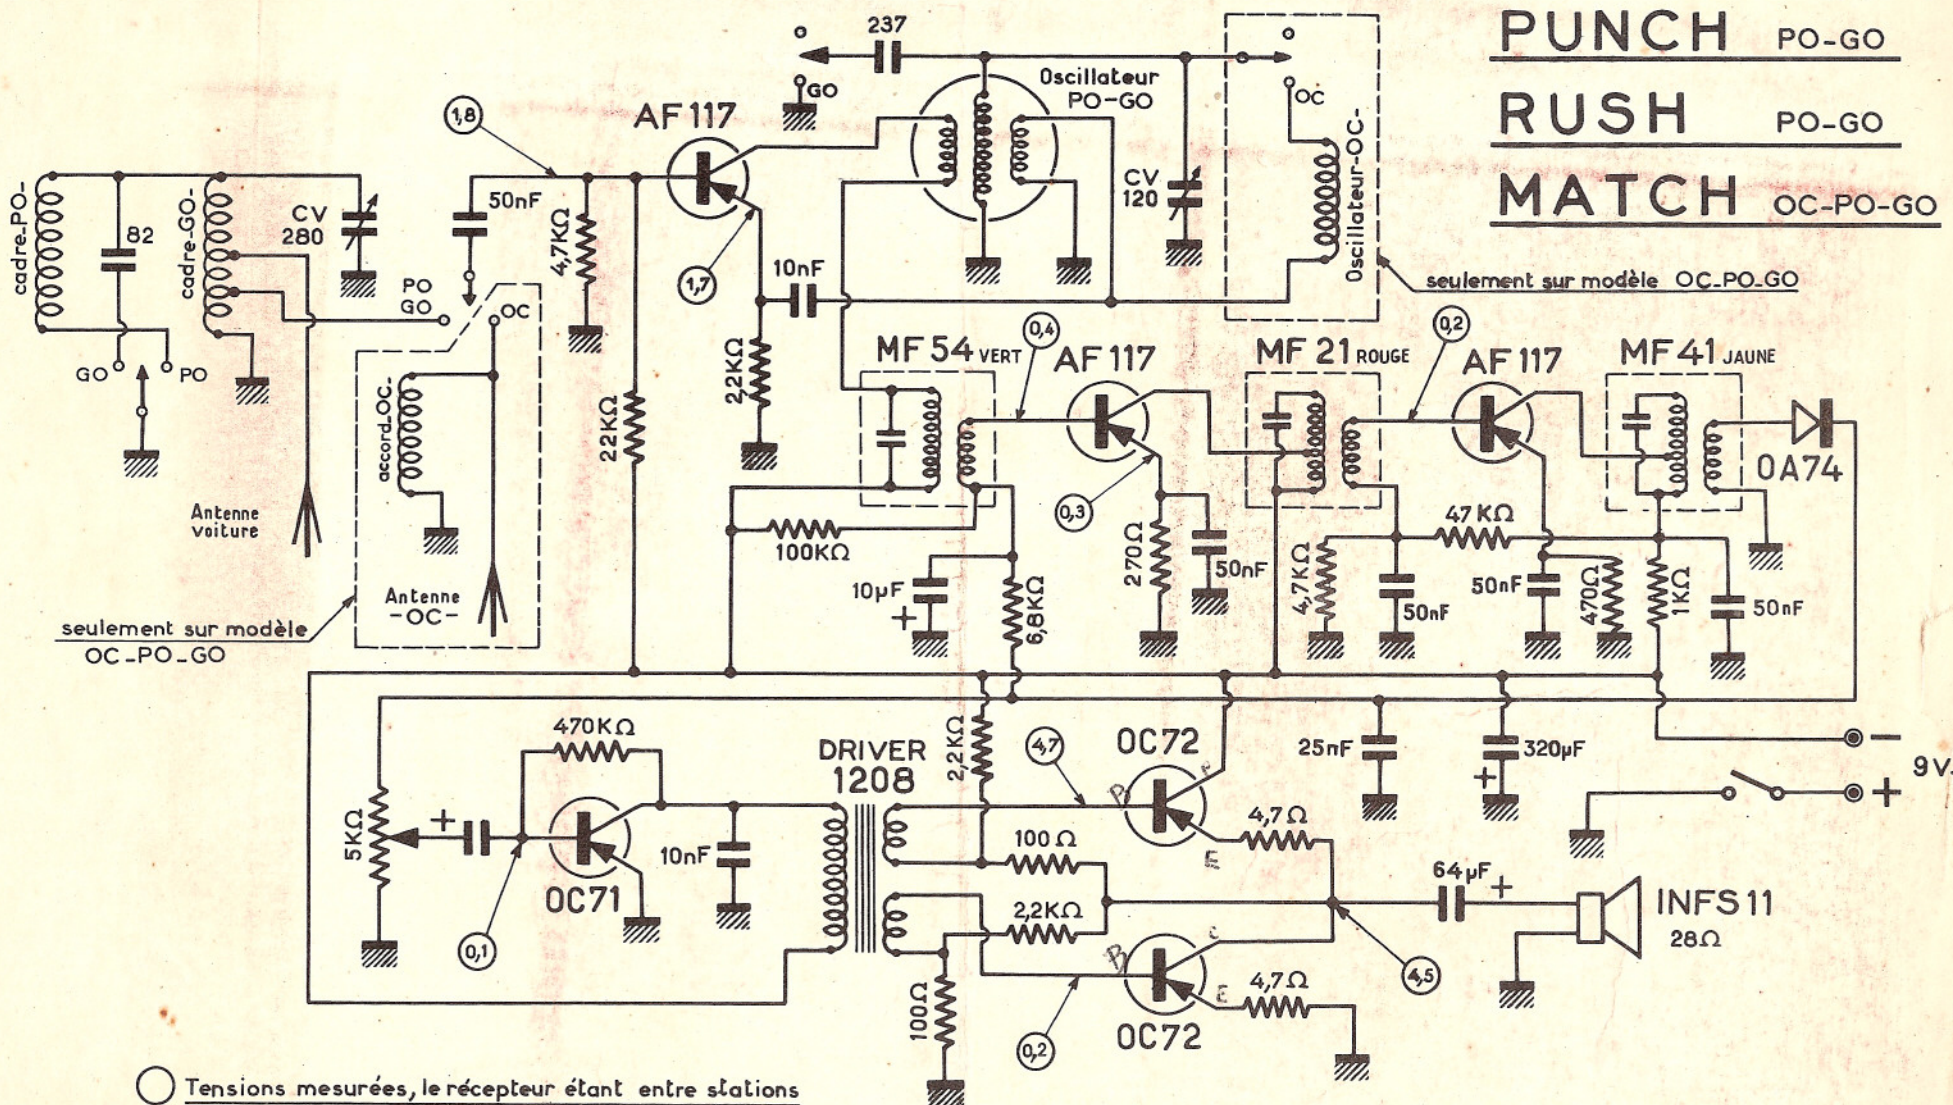 PUNCH PO-GO
RUSH PO-GO
MATCH OC-PO-GO
237
GO
Oscillateur
PO-GO
CV
120
OC
Oscillateur-OC-
seulement sur modèle OC-PO-GO
1,8
AF 117
50nF
4,7KΩ
1,7
10nF
2,2KΩ
22KΩ
cadre-PO-
82
cadre-GO-
CV
280
PO
GO
OC
GO
PO
Antenne
voiture
accord-OC-
Antenne
-OC-
seulement sur modèle
OC-PO-GO
MF 54 VERT
0,4
AF 117
MF 21 ROUGE
0,2
AF 117
MF 41 JAUNE
OA74
0,3
100KΩ
10µF
+
6,8KΩ
270Ω
50nF
4,7KΩ
50nF
47KΩ
50nF
470Ω
1KΩ
50nF
470KΩ
5KΩ
+
OC71
0,1
10nF
DRIVER
1208
2,2KΩ
4,7
OC72
B
E
4,7Ω
100Ω
2,2KΩ
100Ω
B
C
E
0,2
OC72
4,7Ω
4,5
25nF
320µF
+
−
9V.
+
64µF
+
INFS11
28Ω
Tensions mesurées, le récepteur étant entre stations